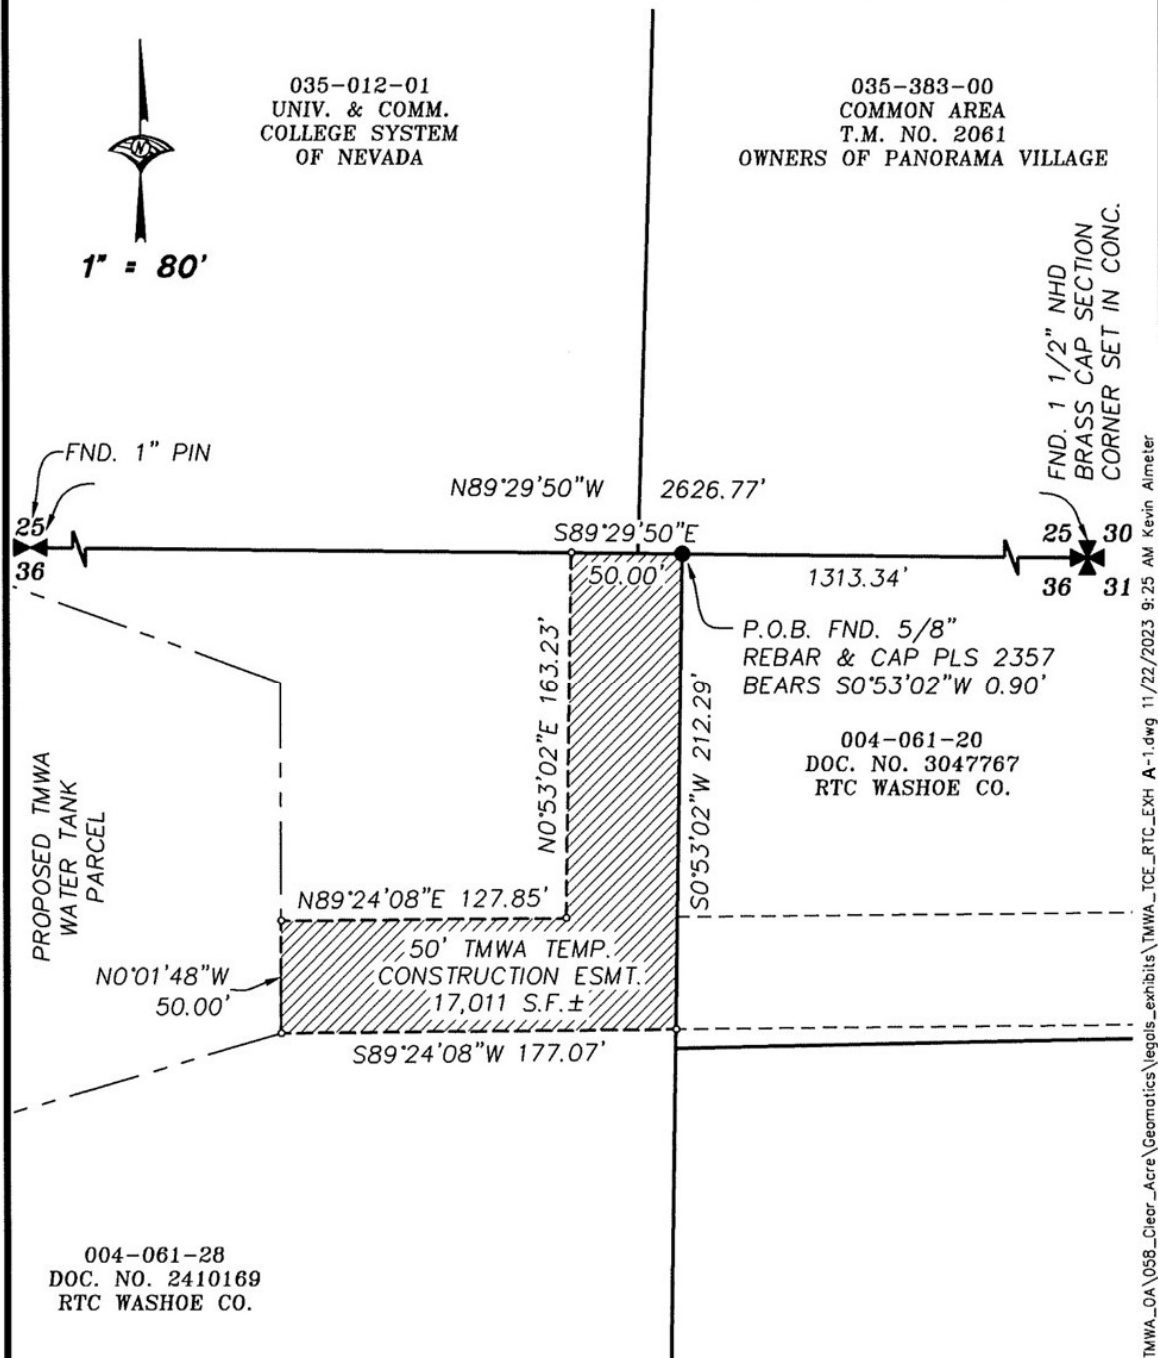 035-012-01
UNIV. & COMM.
COLLEGE SYSTEM
OF NEVADA
035-383-00
COMMON AREA
T.M. NO. 2061
OWNERS OF PANORAMA VILLAGE
N
1" = 80'
FND. 1" PIN
25
36
FND. 1 1/2" NHD
BRASS CAP SECTION
CORNER SET IN CONC.
N89°29'50"W 2626.77'
S89°29'50"E
50.00'
1313.34'
25 30
36 31
P.O.B. FND. 5/8"
REBAR & CAP PLS 2357
BEARS S0°53'02"W 0.90'
N0°53'02"E 163.23'
S0°53'02"W 212.29'
004-061-20
DOC. NO. 3047767
RTC WASHOE CO.
PROPOSED TMWA
WATER TANK
PARCEL
N89°24'08"E 127.85'
50' TMWA TEMP.
CONSTRUCTION ESMT.
17,011 S.F.±
N0°01'48"W
50.00'
S89°24'08"W 177.07'
004-061-28
DOC. NO. 2410169
RTC WASHOE CO.
TMWA_OA\058_Clear_Acre\Geomatics\legals_exhibits\TMWA_TCE_RTC_EXH A-1.dwg 11/22/2023 9:25 AM Kevin Almeter